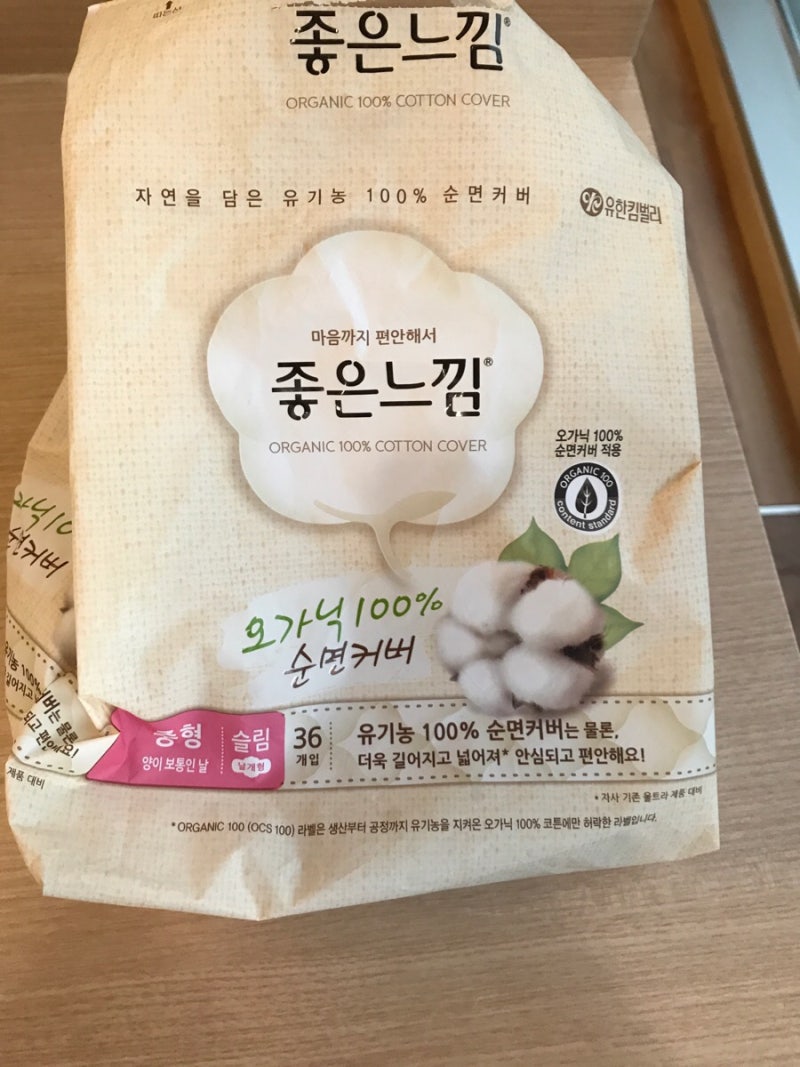 좋은느낌®
ORGANIC 100% COTTON COVER
자연을 담은 유기농 100% 순면커버
유한킴벌리
마음까지 편안해서
좋은느낌®
ORGANIC 100% COTTON COVER
오가닉 100%
순면커버 적용
ORGANIC 100
content standard
오가닉 100%
순면커버
중형
양이 보통인 날
슬림
날개형
36
개입
유기농 100% 순면커버는 물론,
더욱 길어지고 넓어져* 안심되고 편안해요!
* 자사 기존 울트라 제품 대비
* ORGANIC 100 (OCS 100) 라벨은 생산부터 공정까지 유기농을 지켜온 오가닉 100% 코튼에만 허락한 라벨입니다.
제품 대비